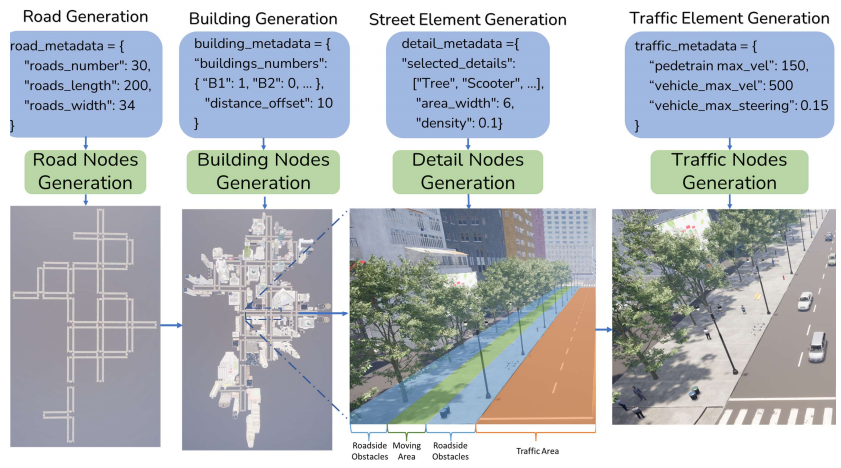 Road Generation
road_metadata = {
"roads_number": 30,
"roads_length": 200,
"roads_width": 34
}
Road Nodes
Generation
Building Generation
building_metadata = {
“buildings_numbers":
{ “B1": 1, "B2": 0, ... },
"distance_offset": 10
}
Building Nodes
Generation
Street Element Generation
detail_metadata ={
"selected_details":
["Tree", "Scooter", ...],
"area_width": 6,
"density": 0.1}
Detail Nodes
Generation
Traffic Element Generation
traffic_metadata = {
“pedetrain max_vel”: 150,
“vehicle_max_vel": 500
“vehicle_max_steering": 0.15
}
Traffic Nodes
Generation
Roadside
Obstacles
Moving
Area
Roadside
Obstacles
Traffic Area